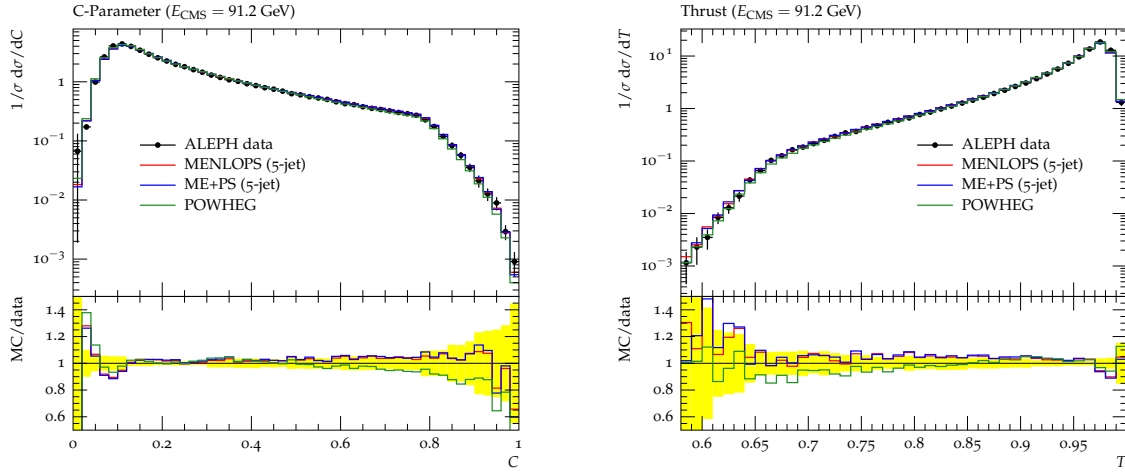 C-Parameter (E_CMS = 91.2 GeV)
1/σ dσ/dC
1
10⁻¹
10⁻²
10⁻³
ALEPH data
MENLOPS (5-jet)
ME+PS (5-jet)
POWHEG
MC/data
1.4
1.2
1
0.8
0.6
0 0.2 0.4 0.6 0.8 1
C
Thrust (E_CMS = 91.2 GeV)
1/σ dσ/dT
10¹
1
10⁻¹
10⁻²
10⁻³
ALEPH data
MENLOPS (5-jet)
ME+PS (5-jet)
POWHEG
MC/data
1.4
1.2
1
0.8
0.6
0.6 0.65 0.7 0.75 0.8 0.85 0.9 0.95
T